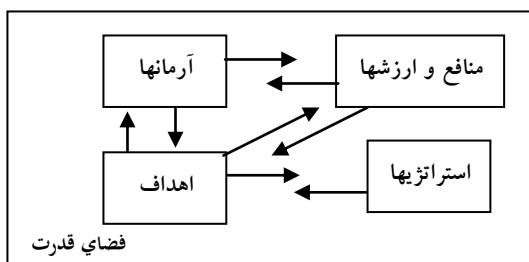 منافع و ارزشها
آرمانها
استراتژيها
اهداف
فضاي قدرت